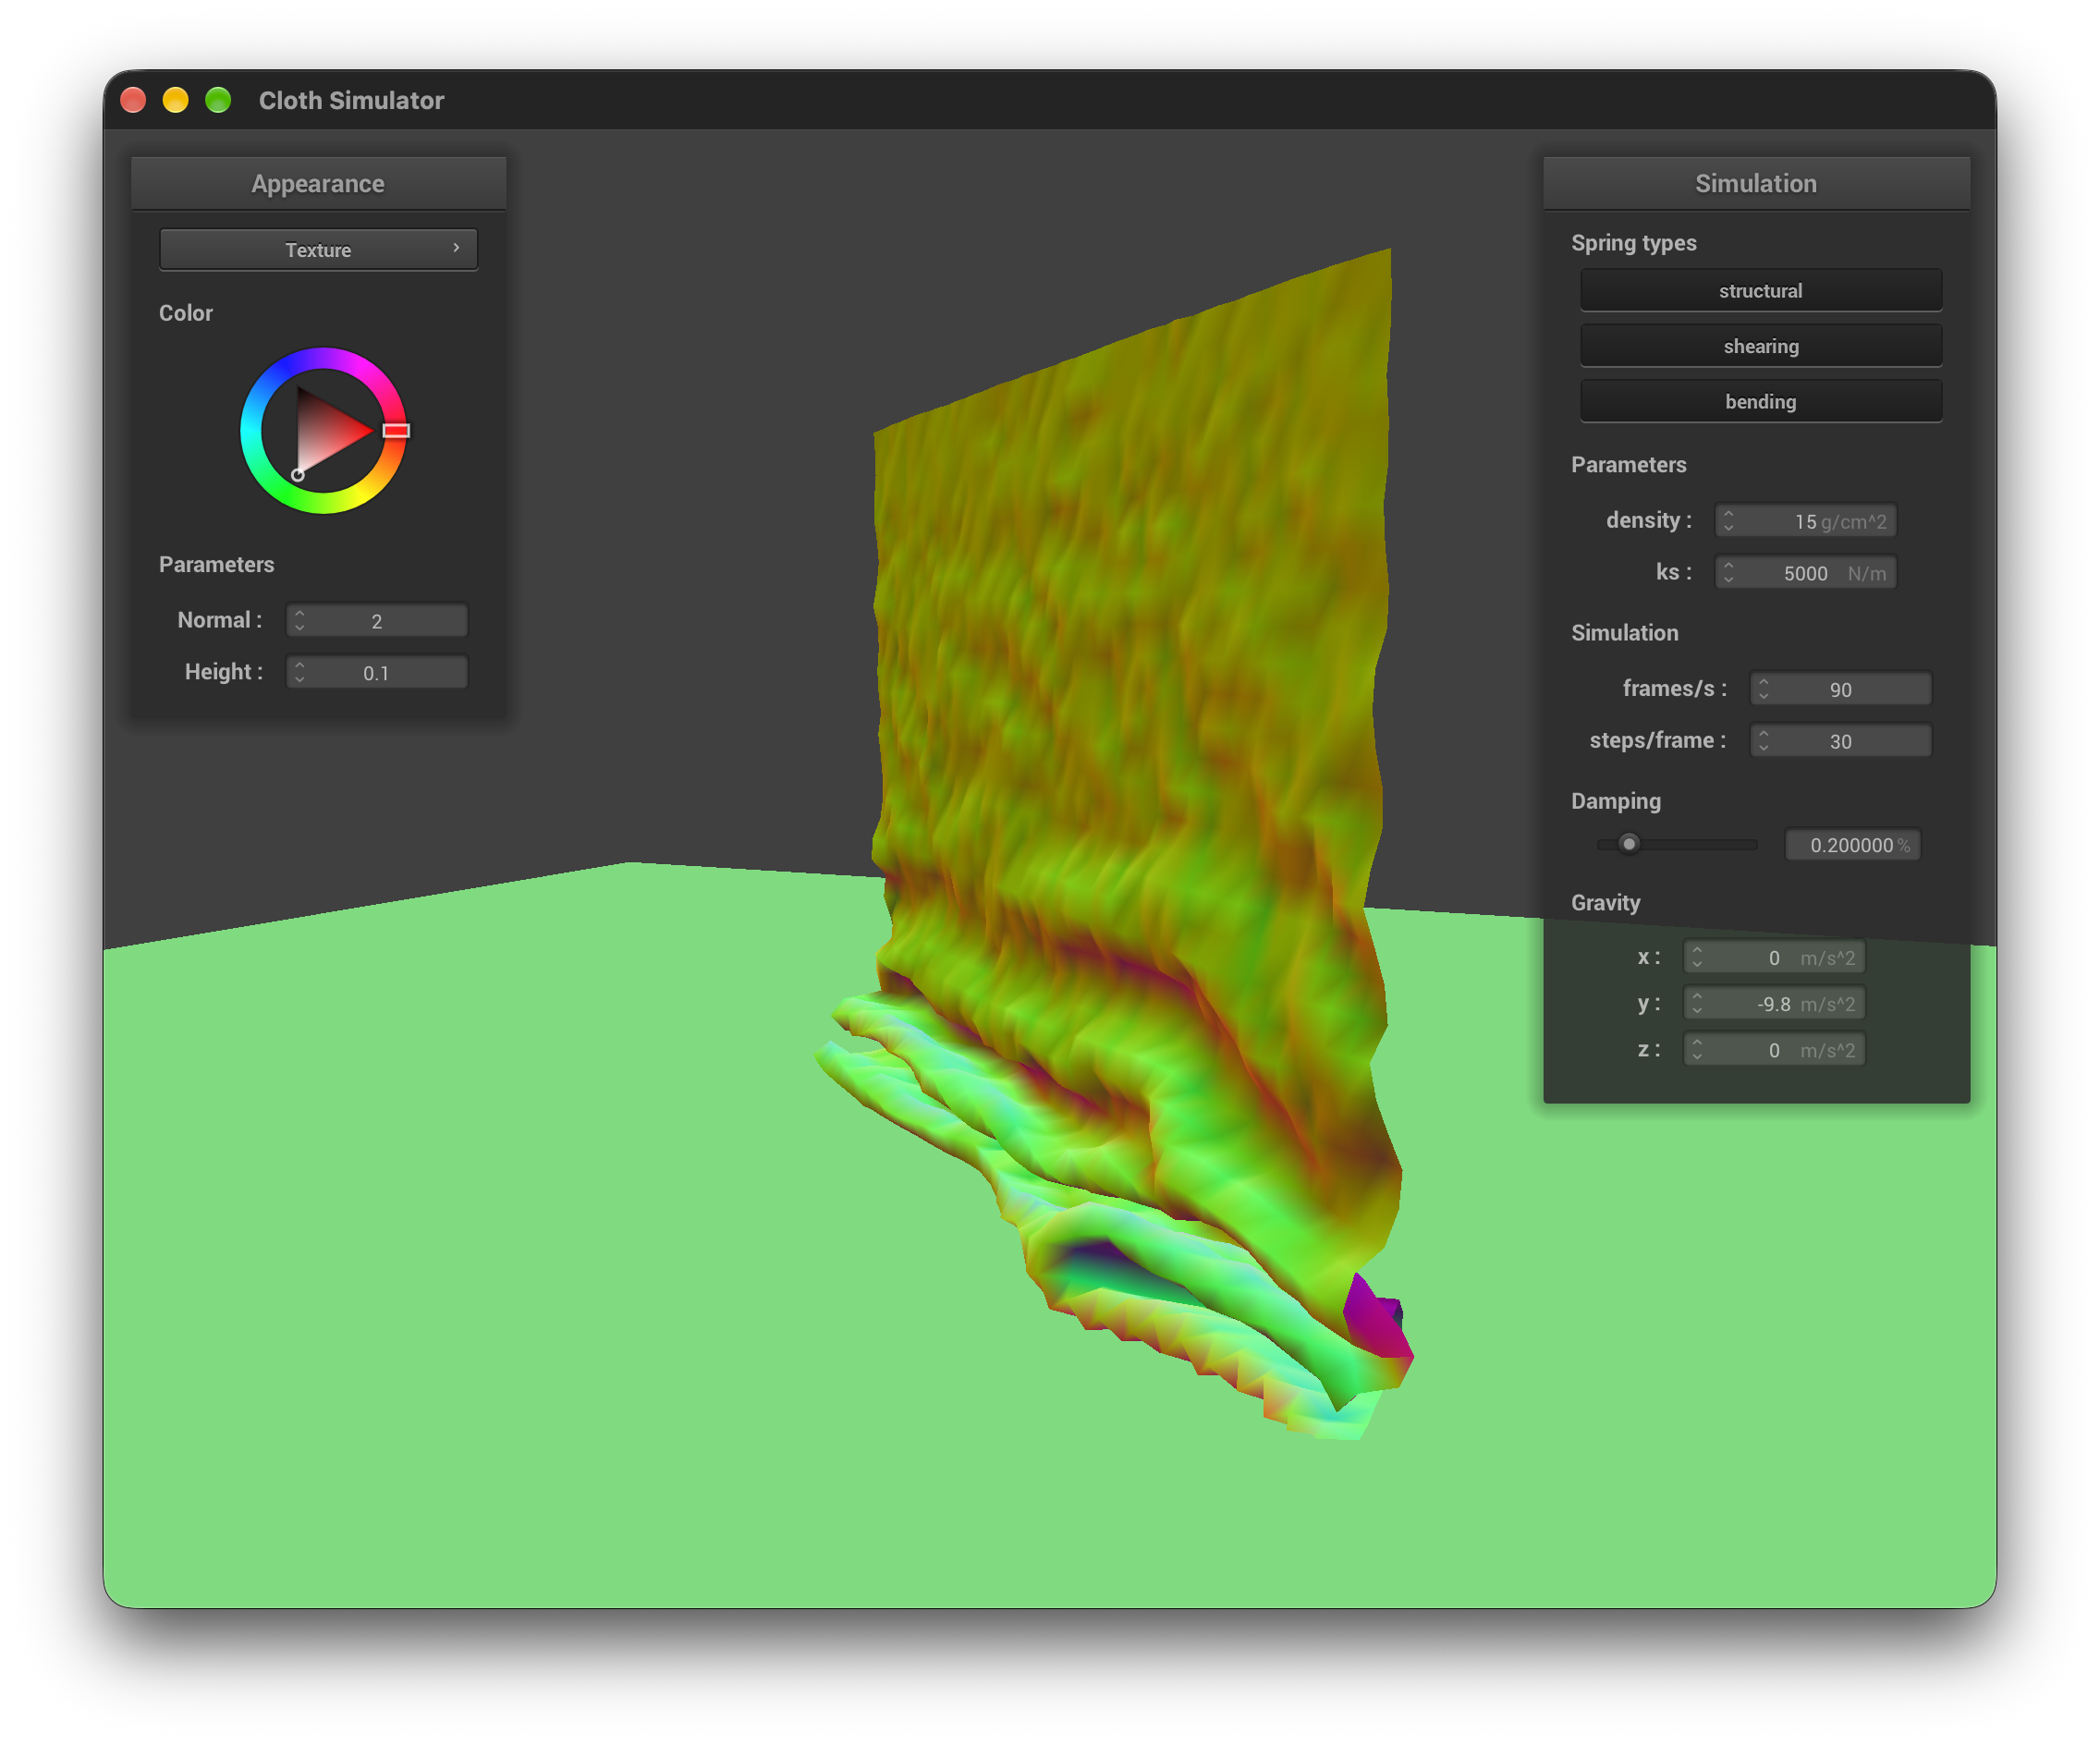 Cloth Simulator
Appearance
Texture
Color
Parameters
Normal : 2
Height : 0.1
Simulation
Spring types
structural
shearing
bending
Parameters
density : 15 g/cm^2
ks : 5000 N/m
Simulation
frames/s : 90
steps/frame : 30
Damping
0.200000 %
Gravity
x : 0 m/s^2
y : -9.8 m/s^2
z : 0 m/s^2